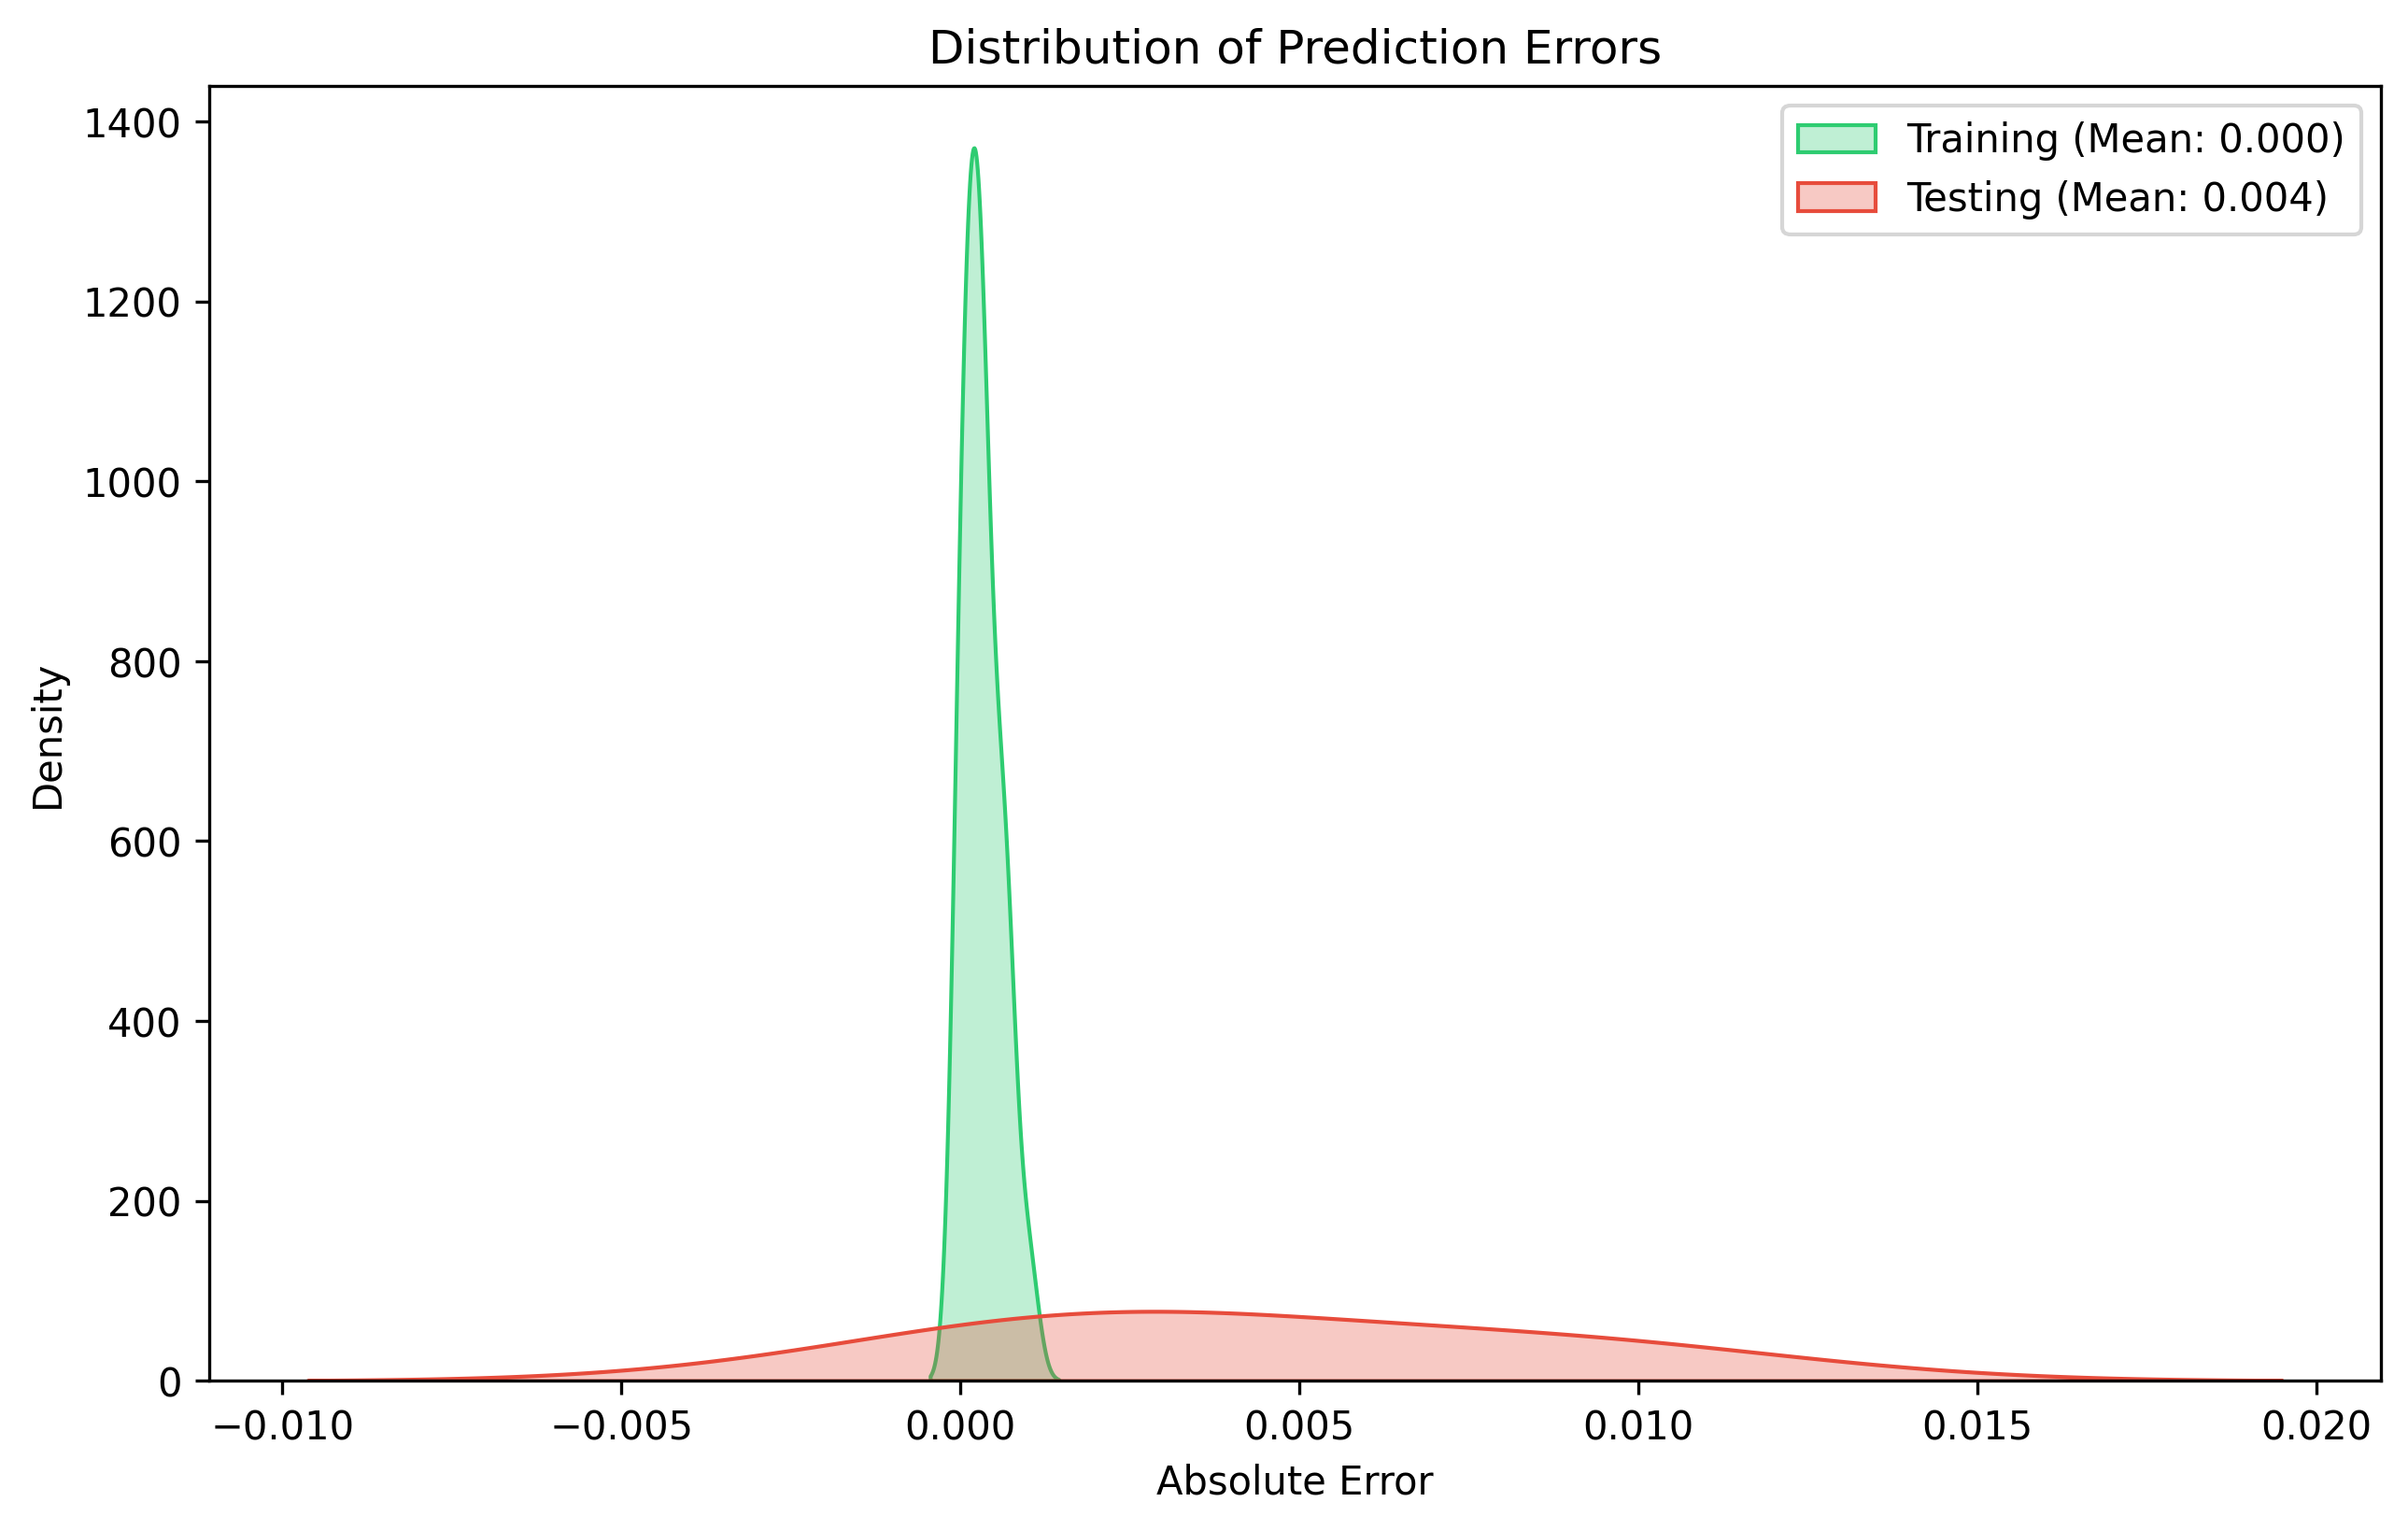 Distribution of Prediction Errors
Training (Mean: 0.000)
Testing (Mean: 0.004)
1400
1200
1000
800
600
400
200
0
Density
−0.010 −0.005 0.000 0.005 0.010 0.015 0.020
Absolute Error